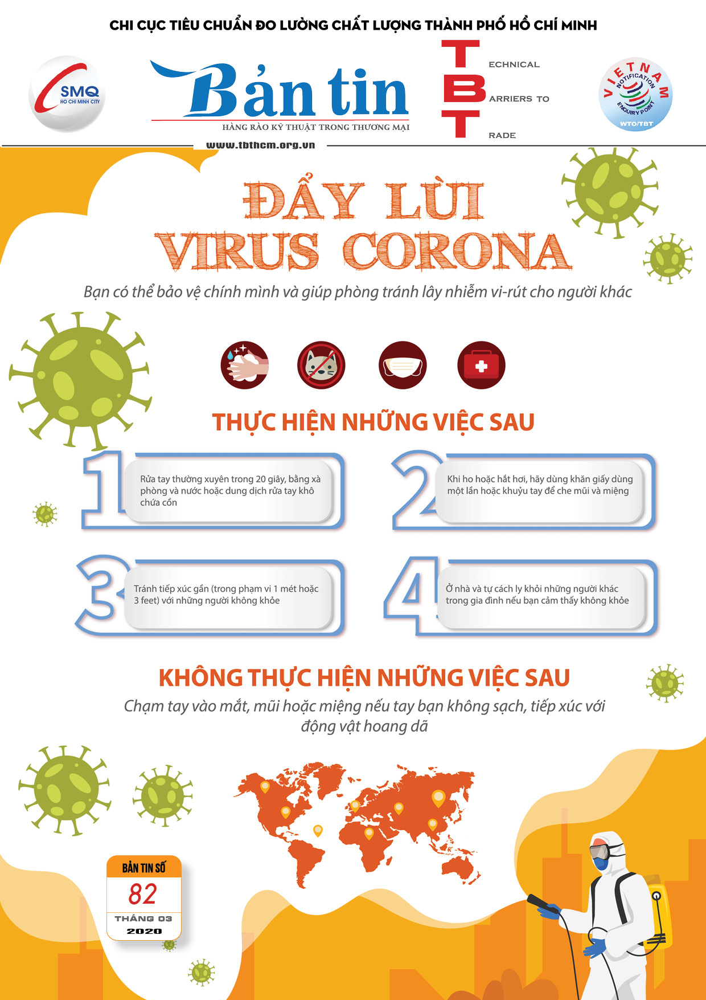 CHI CỤC TIÊU CHUẨN ĐO LƯỜNG CHẤT LƯỢNG THÀNH PHỐ HỒ CHÍ MINH
SMQ
HO CHI MINH CITY
Bản tin
HÀNG RÀO KỸ THUẬT TRONG THƯƠNG MẠI
www.tbthcm.org.vn
TECHNICAL
BARRIERS TO
TRADE
VIETNAM
NOTIFICATION
ENQUIRY POINT
WTO/TBT
ĐẨY LÙI
VIRUS CORONA
Bạn có thể bảo vệ chính mình và giúp phòng tránh lây nhiễm vi-rút cho người khác
THỰC HIỆN NHỮNG VIỆC SAU
1
Rửa tay thường xuyên trong 20 giây, bằng xà
phòng và nước hoặc dung dịch rửa tay khô
chứa cồn
2
Khi ho hoặc hắt hơi, hãy dùng khăn giấy dùng
một lần hoặc khuỷu tay để che mũi và miệng
3
Tránh tiếp xúc gần (trong phạm vi 1 mét hoặc
3 feet) với những người không khỏe
4
Ở nhà và tự cách ly khỏi những người khác
trong gia đình nếu bạn cảm thấy không khỏe
KHÔNG THỰC HIỆN NHỮNG VIỆC SAU
Chạm tay vào mắt, mũi hoặc miệng nếu tay bạn không sạch, tiếp xúc với
động vật hoang dã
BẢN TIN SỐ
82
THÁNG 03
2020